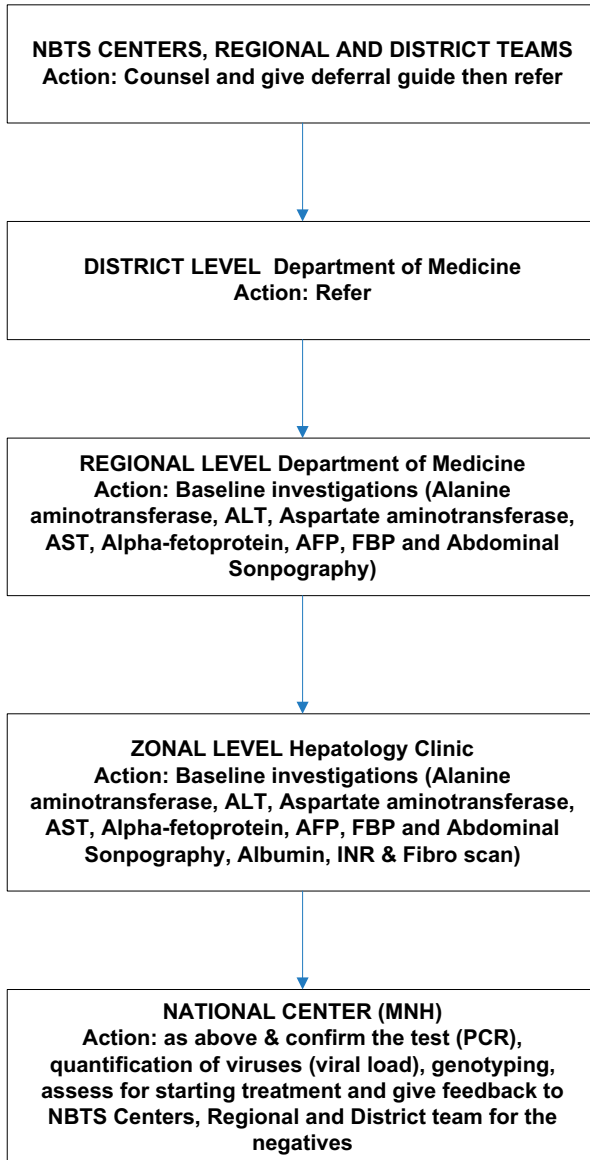 NBTS CENTERS, REGIONAL AND DISTRICT TEAMS
Action: Counsel and give deferral guide then refer
DISTRICT LEVEL Department of Medicine
Action: Refer
REGIONAL LEVEL Department of Medicine
Action: Baseline investigations (Alanine
aminotransferase, ALT, Aspartate aminotransferase,
AST, Alpha-fetoprotein, AFP, FBP and Abdominal
Sonpography)
ZONAL LEVEL Hepatology Clinic
Action: Baseline investigations (Alanine
aminotransferase, ALT, Aspartate aminotransferase,
AST, Alpha-fetoprotein, AFP, FBP and Abdominal
Sonpography, Albumin, INR & Fibro scan)
NATIONAL CENTER (MNH)
Action: as above & confirm the test (PCR),
quantification of viruses (viral load), genotyping,
assess for starting treatment and give feedback to
NBTS Centers, Regional and District team for the
negatives